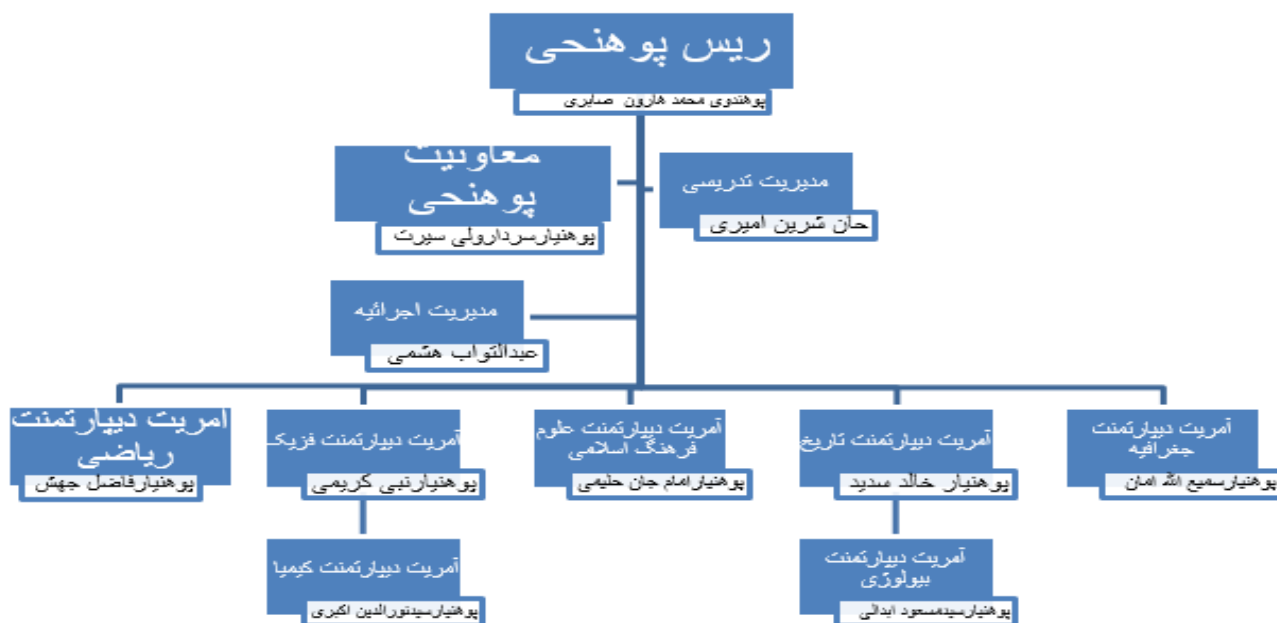 ریس پوهنحی
پوهندوی محمد هارون صابری
معاونیت
پوهنحی
پوهنیارسردارولی سیرت
مدیریت تدریسی
خان شرین امیری
مدیریت اجرائیه
عبدالتواب هشمی
آمریت دیپارتمنت
جغرافیه
پوهنیارسمیع الله امان
آمریت دیپارتمنت تاریخ
پوهنیار خالد سدید
آمریت دیپارتمنت علوم
فرهنگ اسلامی
پوهنیارامام جان حلیمی
آمریت دیپارتمنت فزیک
پوهنیارنبی کریمی
امریت دیپارتمنت
ریاضی
پوهنیارفاضل جهش
آمریت دیپارتمنت
بیولوژی
پوهنیارسیدمسعود ابدالی
آمریت دیپارتمنت کیمیا
پوهنیارسیدنورالدین اکبری